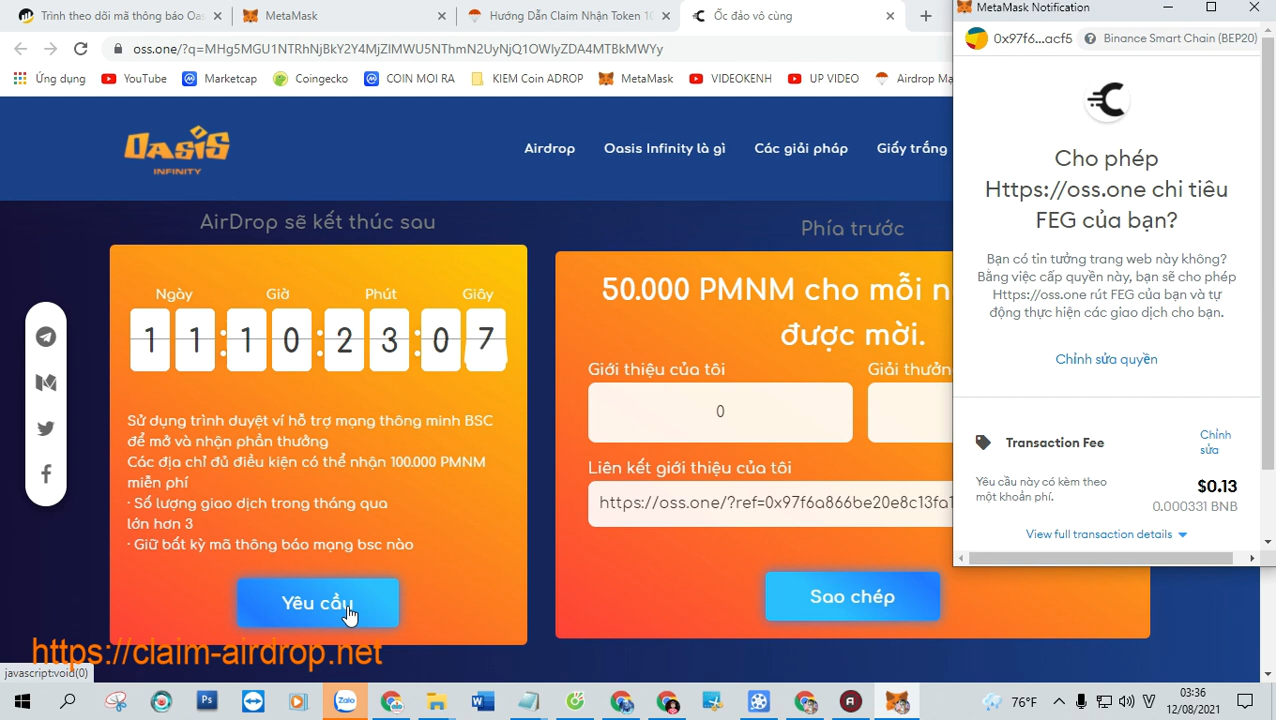 Trình theo dõi mã thông báo Oas
MetaMask
Hướng Dẫn Claim Nhận Token 10
Ốc đảo vô cùng
oss.one/?q=MHg5MGU1NTRhNjBkY2Y4MjZlMWU5NThmN2UyNjQ1OWIyZDA4MTBkMWYy
Ứng dụng
YouTube
Marketcap
Coingecko
COIN MOI RA
KIEM Coin ADROP
MetaMask
VIDEOKENH
UP VIDEO
Airdrop Mạ
OASIS
INFINITY
Airdrop
Oasis Infinity là gì
Các giải pháp
Giấy trắng
AirDrop sẽ kết thúc sau
Ngày
Giờ
Phút
Giây
1 1 : 1 0 : 2 3 : 0 7
Sử dụng trình duyệt ví hỗ trợ mạng thông minh BSC
để mở và nhận phần thưởng
Các địa chỉ đủ điều kiện có thể nhận 100.000 PMNM
miễn phí
· Số lượng giao dịch trong tháng qua
lớn hơn 3
· Giữ bất kỳ mã thông báo mạng bsc nào
Yêu cầu
Phía trước
50.000 PMNM cho mỗi n
được mời.
Giới thiệu của tôi
Giải thưởn
0
Liên kết giới thiệu của tôi
https://oss.one/?ref=0x97f6a866be20e8c13fa1
Sao chép
MetaMask Notification
0x97f6...acf5
Binance Smart Chain (BEP20)
Cho phép
Https://oss.one chi tiêu
FEG của bạn?
Bạn có tin tưởng trang web này không?
Bằng việc cấp quyền này, bạn sẽ cho phép
Https://oss.one rút FEG của bạn và tự
động thực hiện các giao dịch cho bạn.
Chỉnh sửa quyền
Transaction Fee
Chỉnh
sửa
Yêu cầu này có kèm theo
một khoản phí.
$0.13
0.000331 BNB
View full transaction details
https://claim-airdrop.net
javascript:void(0)
Zalo
76°F
03:36
12/08/2021